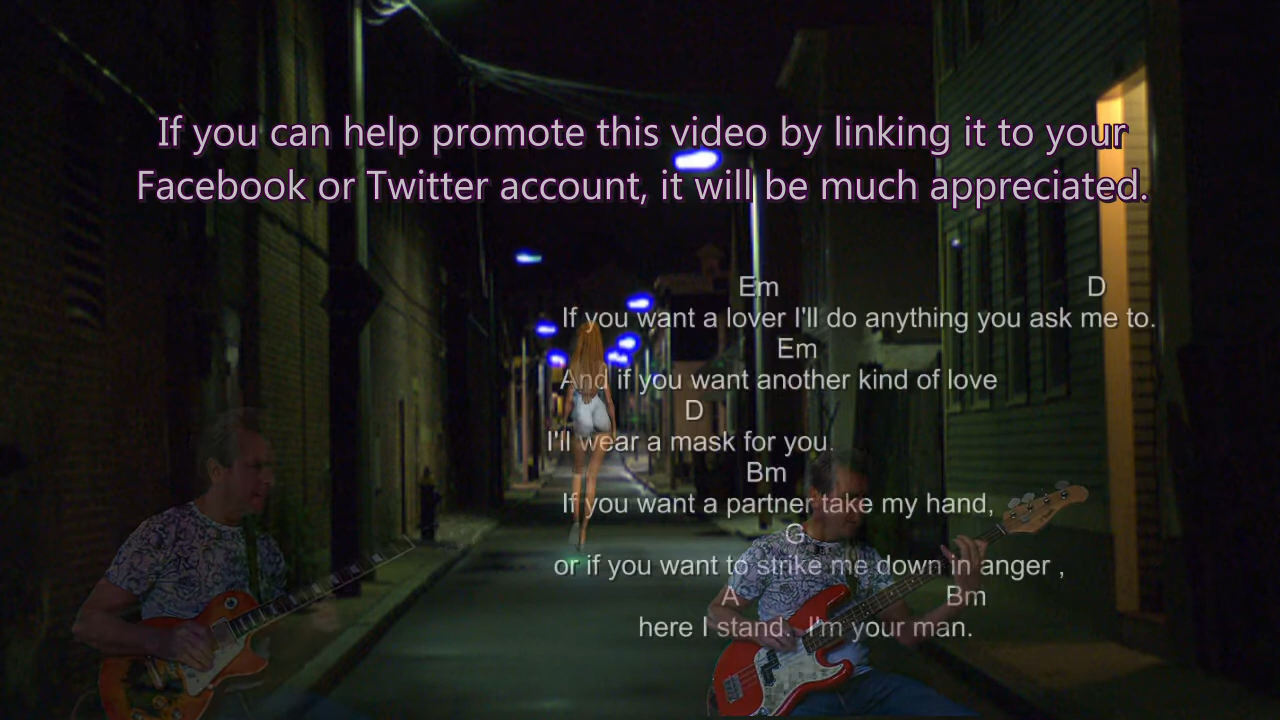 If you can help promote this video by linking it to your
Facebook or Twitter account, it will be much appreciated.
Em D
If you want a lover I'll do anything you ask me to.
Em
And if you want another kind of love
D
I'll wear a mask for you.
Bm
If you want a partner take my hand,
G
or if you want to strike me down in anger ,
A Bm
here I stand. I'm your man.